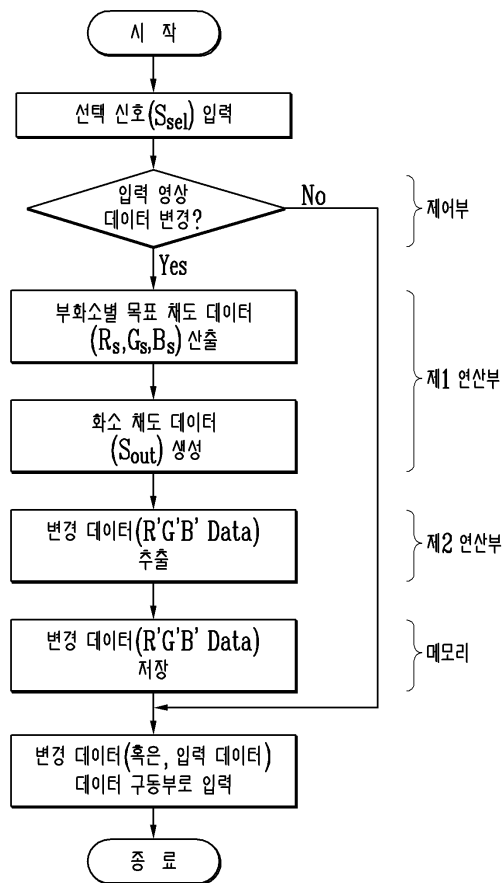 시 작
선택 신호(Ssel) 입력
입력 영상
데이터 변경?
No
제어부
Yes
부화소별 목표 채도 데이터
(Rs,Gs,Bs) 산출
제1 연산부
화소 채도 데이터
(Sout) 생성
변경 데이터(R'G'B' Data)
추출
제2 연산부
변경 데이터(R'G'B' Data)
저장
메모리
변경 데이터(혹은, 입력 데이터)
데이터 구동부로 입력
종 료